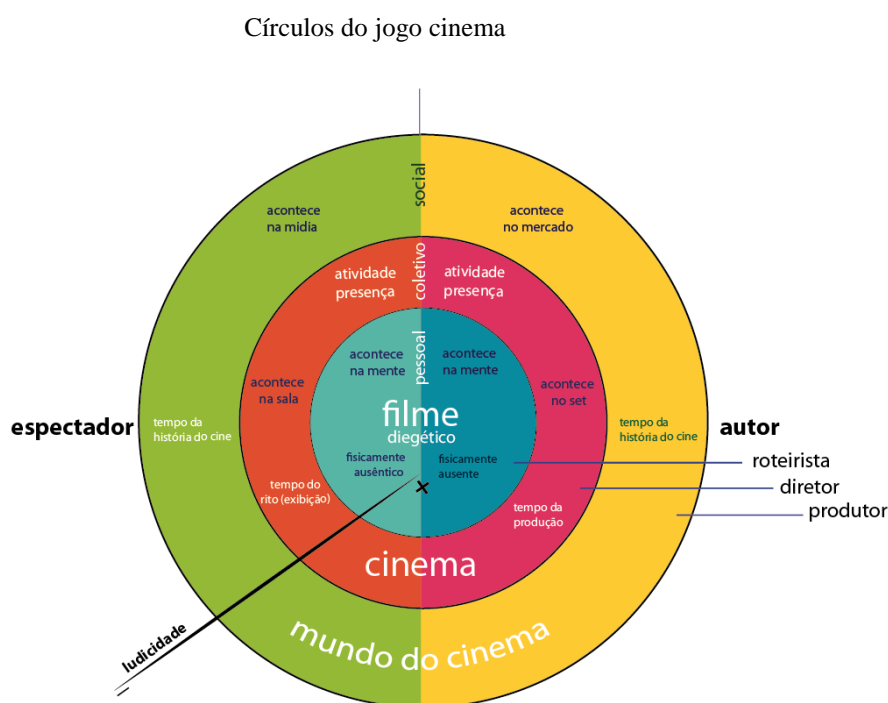 Círculos do jogo cinema
social
acontece
na midia
acontece
no mercado
coletivo
atividade
presença
atividade
presença
pessoal
acontece
na mente
acontece
na mente
acontece
na sala
acontece
no set
filme
diegético
espectador
tempo da
história do cine
tempo da
história do cine
autor
fisicamente
ausêntico
fisicamente
ausente
roteirista
diretor
produtor
tempo do
rito (exibição)
tempo da
produção
cinema
mundo do cinema
ludicidade